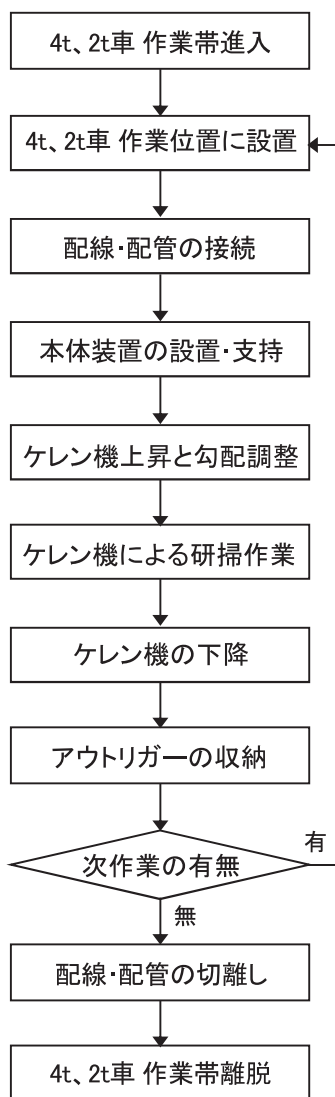 4t、2t車 作業帯進入
4t、2t車 作業位置に設置
配線・配管の接続
本体装置の設置・支持
ケレン機上昇と勾配調整
ケレン機による研掃作業
ケレン機の下降
アウトリガーの収納
有
次作業の有無
無
配線・配管の切離し
4t、2t車 作業帯離脱